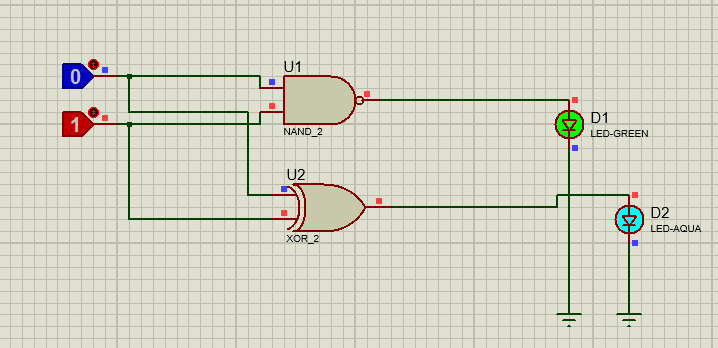 0
1
U1
NAND_2
U2
XOR_2
D1
LED-GREEN
D2
LED-AQUA